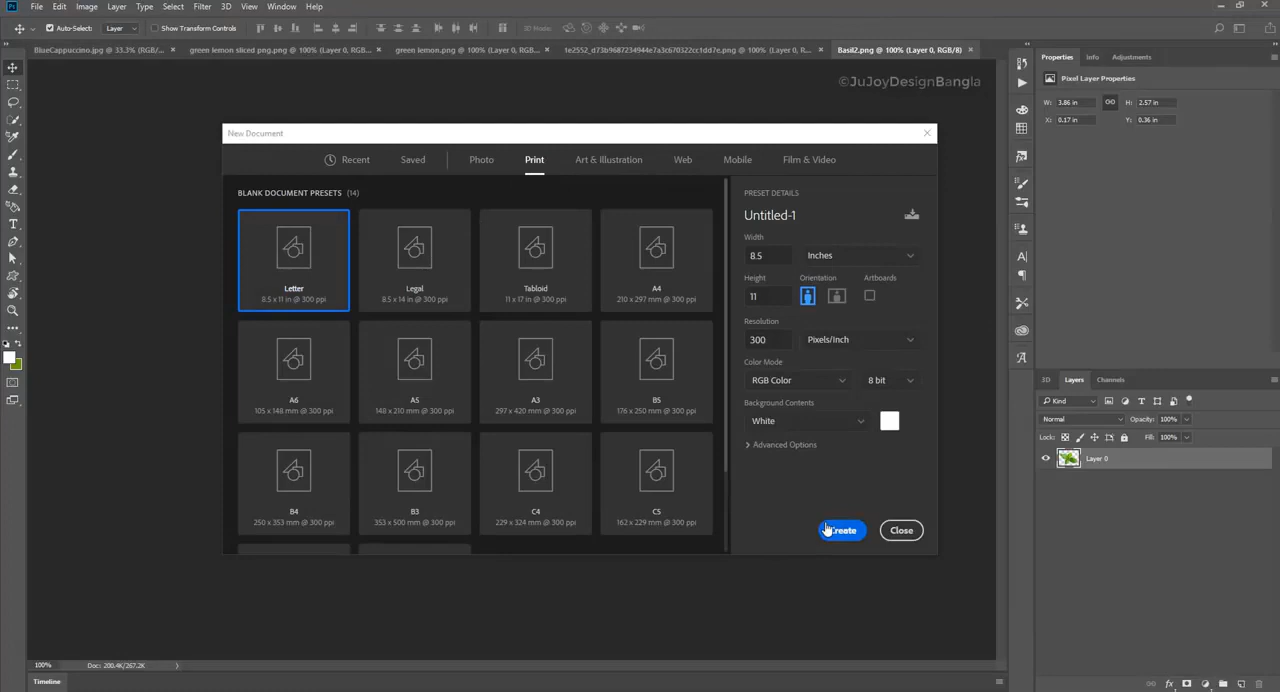 File Edit Image Layer Type Select Filter 3D View Window Help
Auto-Select: Layer Show Transform Controls 3D Mode:
BlueCappuccino.jpg @ 33.3% (RGB/... × green lemon sliced png.png @ 100% (Layer 0, RGB/... × green lemon.png @ 100% (Layer 0, RGB/... × te2552_d73b9687234944e7a3c670322cc1dd7e.png @ 100% (Layer 0, R... × Basil2.png @ 100% (Layer 0, RGB/8) ×
©JuJoyDesignBangla
New Document
Recent Saved Photo Print Art & Illustration Web Mobile Film & Video
BLANK DOCUMENT PRESETS (14)
Letter Legal Tabloid A4
8.5 x 11 in @ 300 ppi 8.5 x 14 in @ 300 ppi 11 x 17 in @ 300 ppi 210 x 297 mm @ 300 ppi
A6 A5 A3 B5
105 x 148 mm @ 300 ppi 148 x 210 mm @ 300 ppi 297 x 420 mm @ 300 ppi 176 x 250 mm @ 300 ppi
B4 B3 C4 C5
250 x 353 mm @ 300 ppi 353 x 500 mm @ 300 ppi 229 x 324 mm @ 300 ppi 162 x 229 mm @ 300 ppi
PRESET DETAILS
Untitled-1
Width
8.5 Inches
Height Orientation Artboards
11
Resolution
300 Pixels/Inch
Color Mode
RGB Color 8 bit
Background Contents
White
Advanced Options
Create Close
Properties Info Adjustments
Pixel Layer Properties
W: 3.86 in H: 2.57 in
X: 0.17 in Y: 0.36 in
3D Layers Channels
Kind
Normal Opacity: 100%
Lock: Fill: 100%
Layer 0
100% Doc: 200.4K/267.2K
Timeline